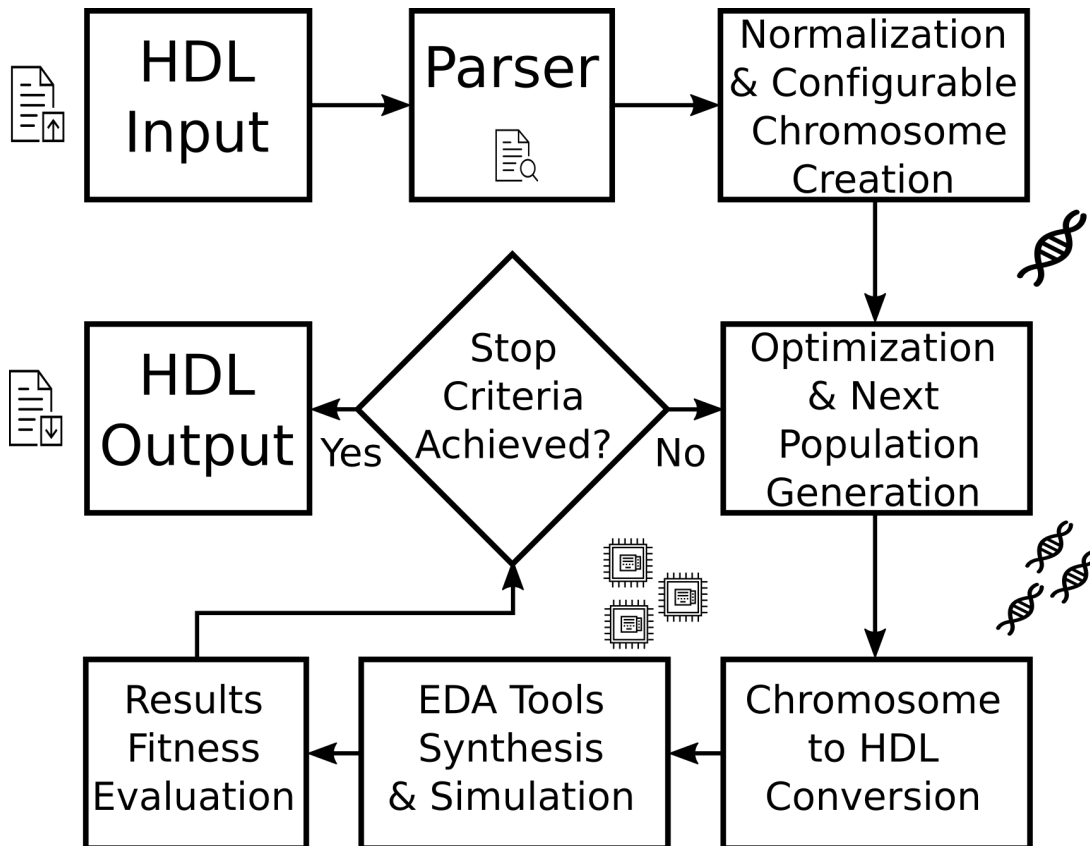 HDL
Input
Parser
Normalization
& Configurable
Chromosome
Creation
HDL
Output
Yes
Stop
Criteria
Achieved?
No
Optimization
& Next
Population
Generation
Results
Fitness
Evaluation
EDA Tools
Synthesis
& Simulation
Chromosome
to HDL
Conversion